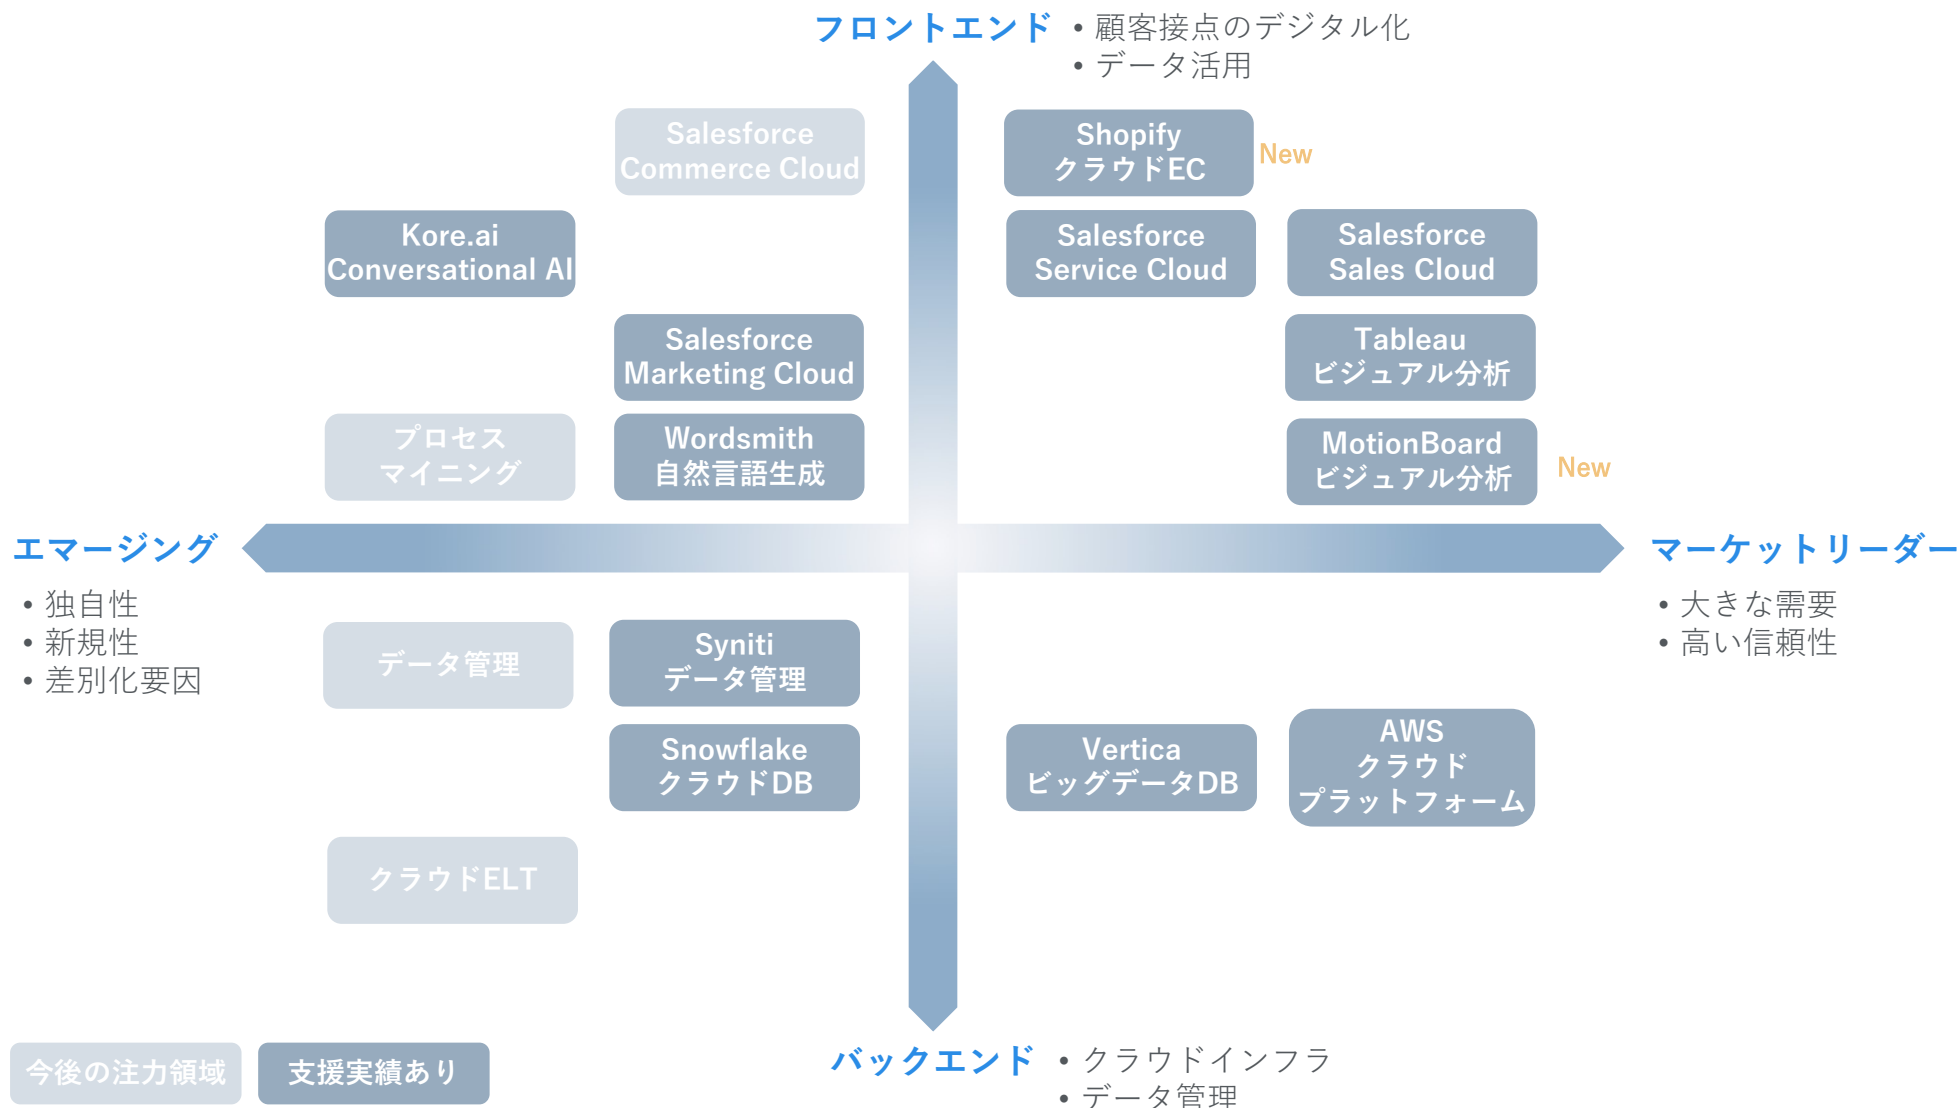 フロントエンド
• 顧客接点のデジタル化
• データ活用
Salesforce
Commerce Cloud
Shopify
クラウドEC
New
Kore.ai
Conversational AI
Salesforce
Service Cloud
Salesforce
Sales Cloud
Salesforce
Marketing Cloud
Tableau
ビジュアル分析
プロセス
マイニング
Wordsmith
自然言語生成
MotionBoard
ビジュアル分析
New
エマージング
• 独自性
• 新規性
• 差別化要因
マーケットリーダー
• 大きな需要
• 高い信頼性
データ管理
Syniti
データ管理
Snowflake
クラウドDB
Vertica
ビッグデータDB
AWS
クラウド
プラットフォーム
クラウドELT
今後の注力領域
支援実績あり
バックエンド
• クラウドインフラ
• データ管理